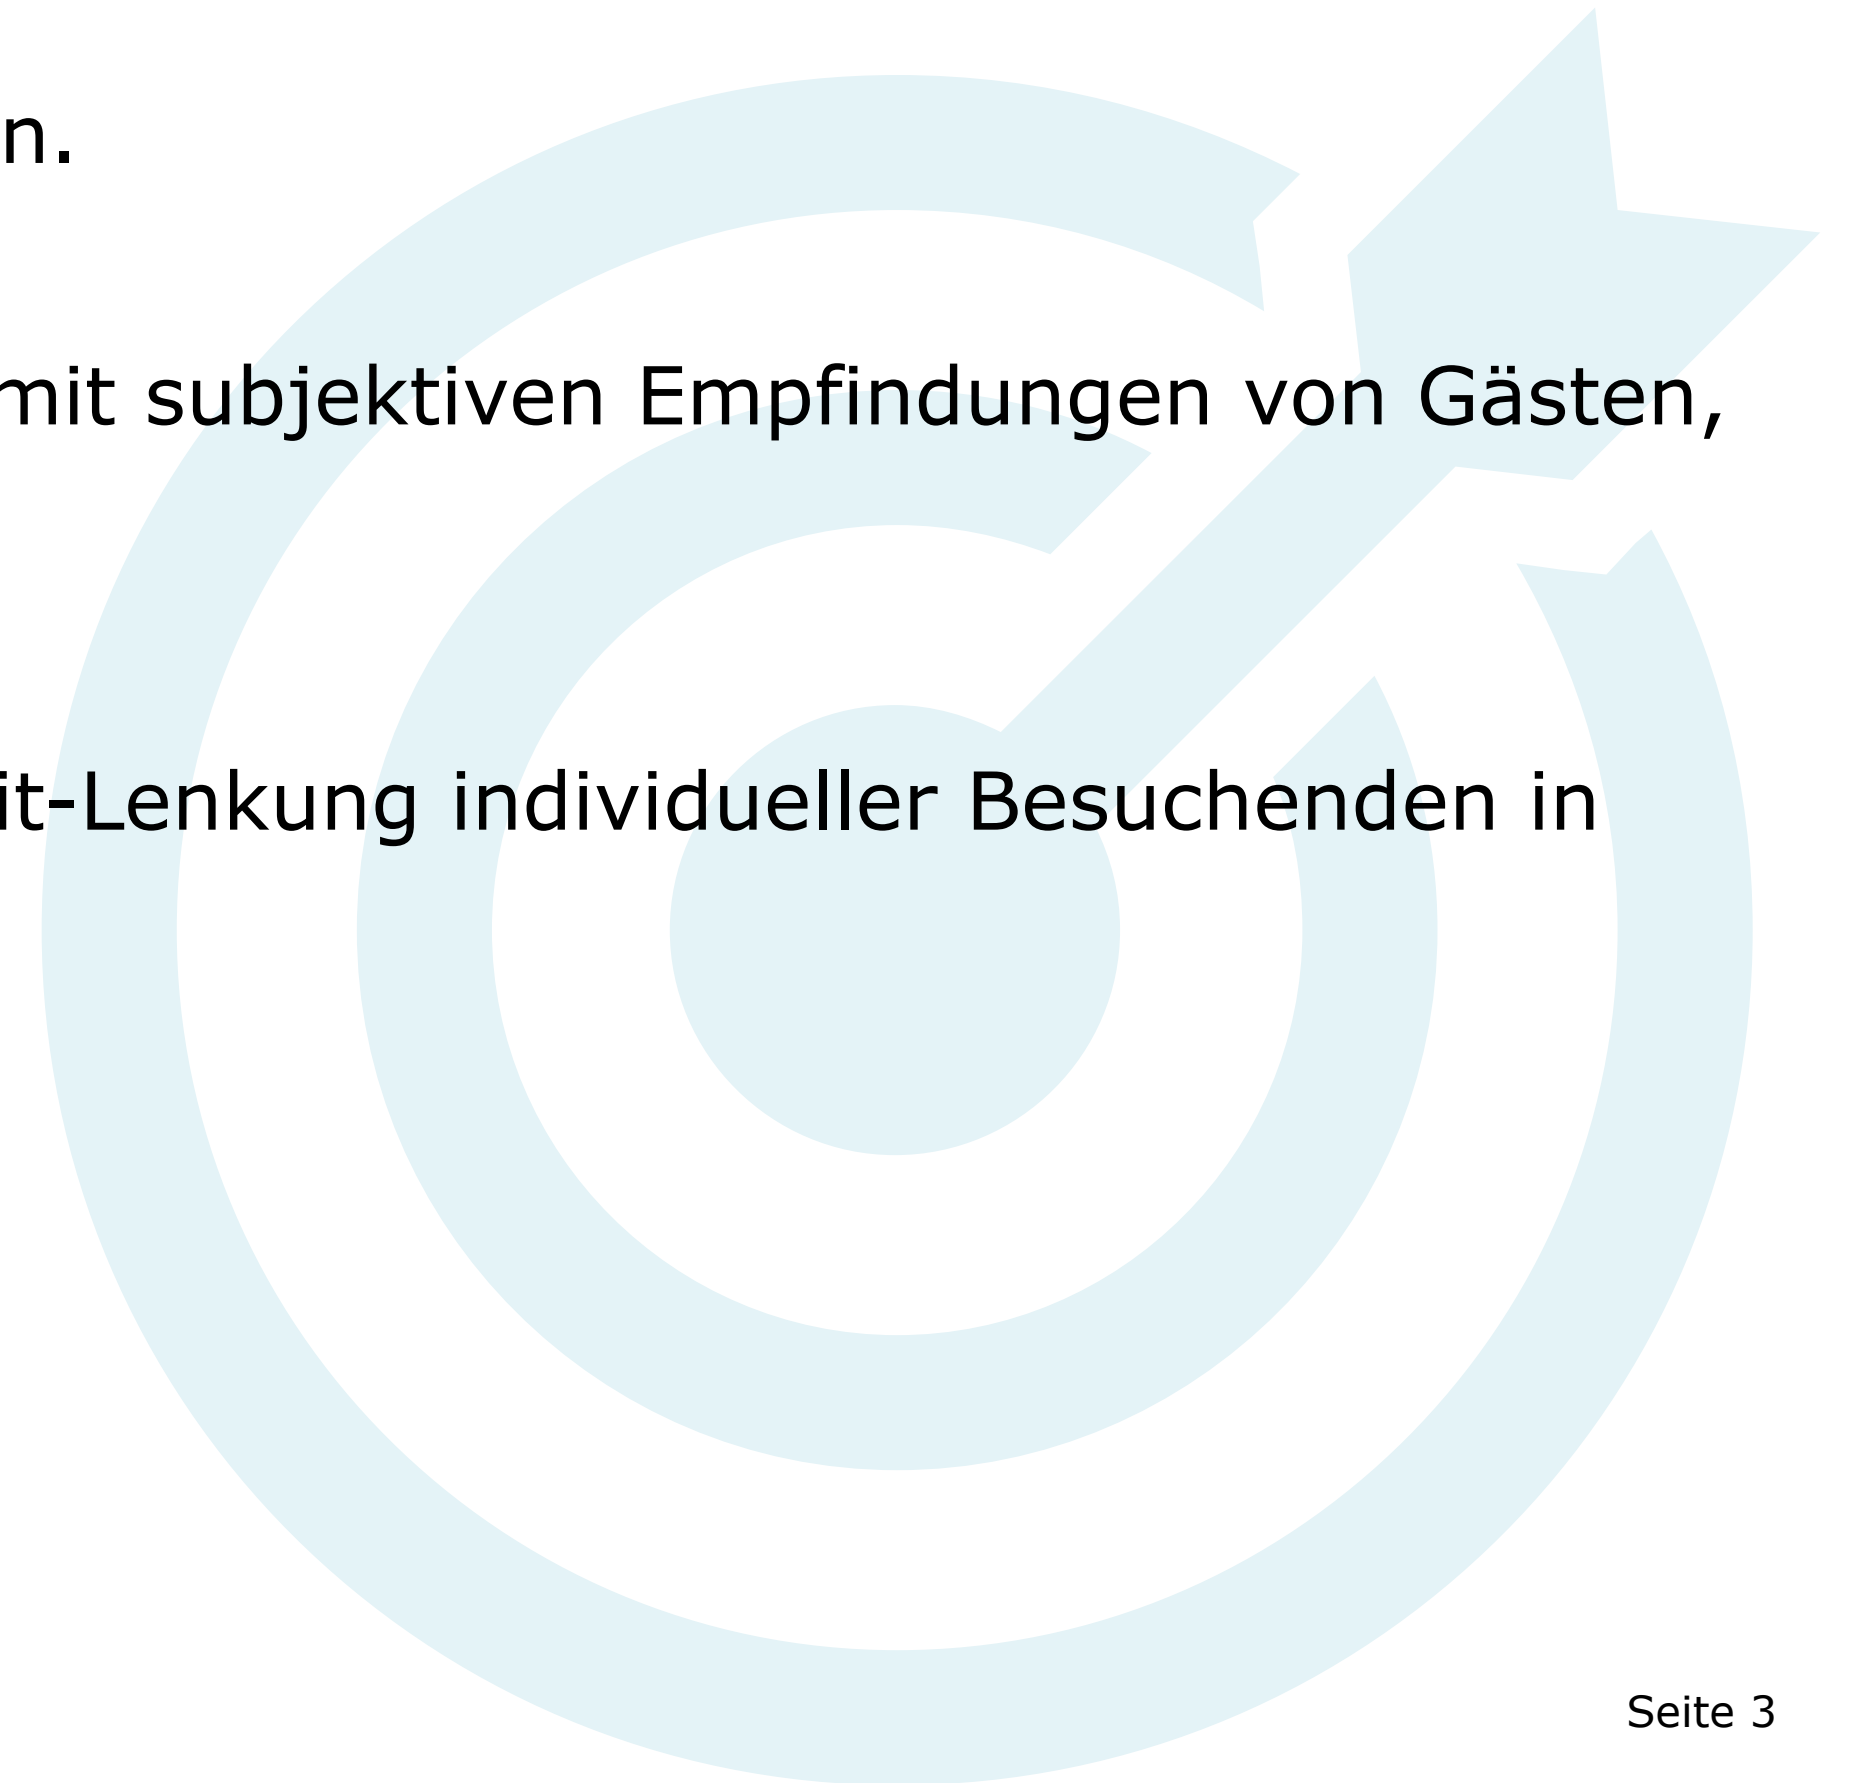 n.
mit subjektiven Empfindungen von Gästen,
it-Lenkung individueller Besuchenden in
Seite 3